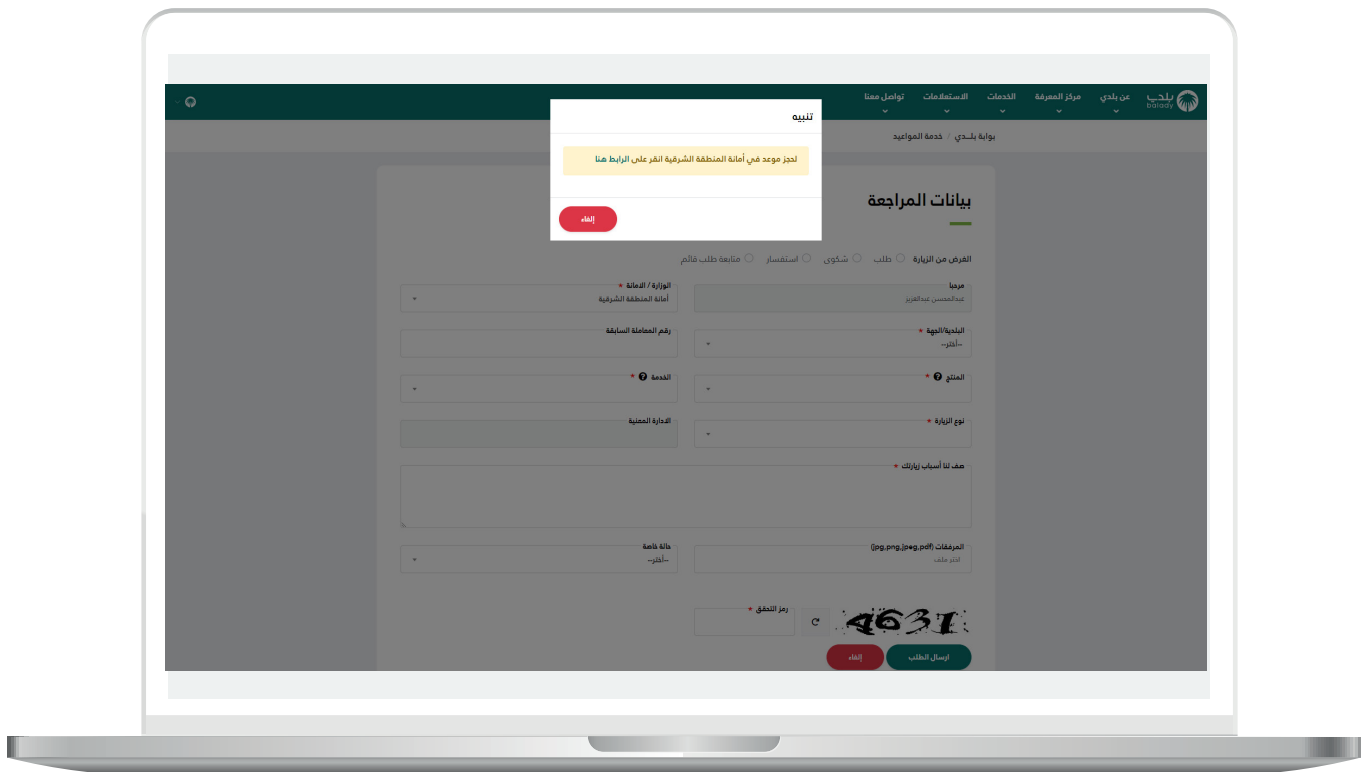 بلدي
balady
عن بلدي
مركز المعرفة
الخدمات
الاستعلامات
تواصل معنا
بوابة بلــدي / خدمة المواعيد
تنبيه
لحجز موعد في أمانة المنطقة الشرقية انقر على الرابط هنا
إلغاء
بيانات المراجعة
الغرض من الزيارة طلب شكوى استفسار متابعة طلب قائم
مرحبا
عبدالمحسن عبدالعزيز
الوزارة / الامانة *
أمانة المنطقة الشرقية
البلدية/الجهة *
--أختر--
رقم المعاملة السابقة
المنتج ? *
الخدمة ? *
نوع الزيارة *
الادارة المعنية
صف لنا أسباب زيارتك *
المرفقات (jpg,png,jpeg,pdf)
اختر ملف
حالة خاصة
--أختر--
4631
رمز التحقق *
ارسال الطلب
إلغاء